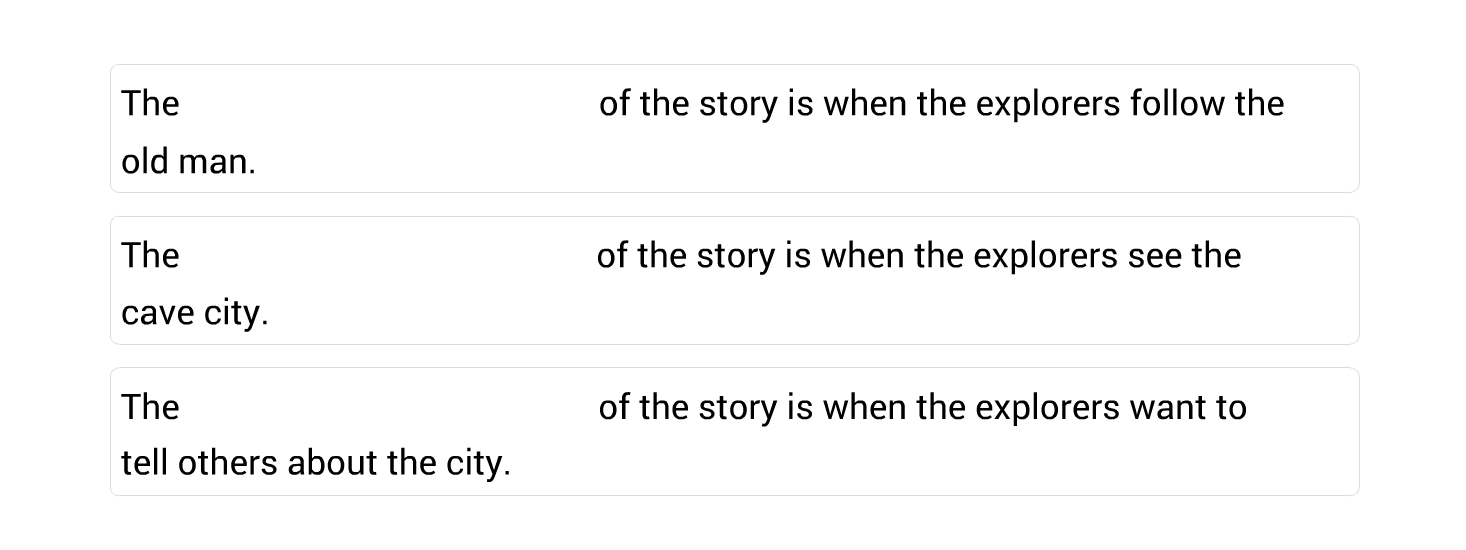 The of the story is when the explorers follow the
old man.
The of the story is when the explorers see the
cave city.
The of the story is when the explorers want to
tell others about the city.